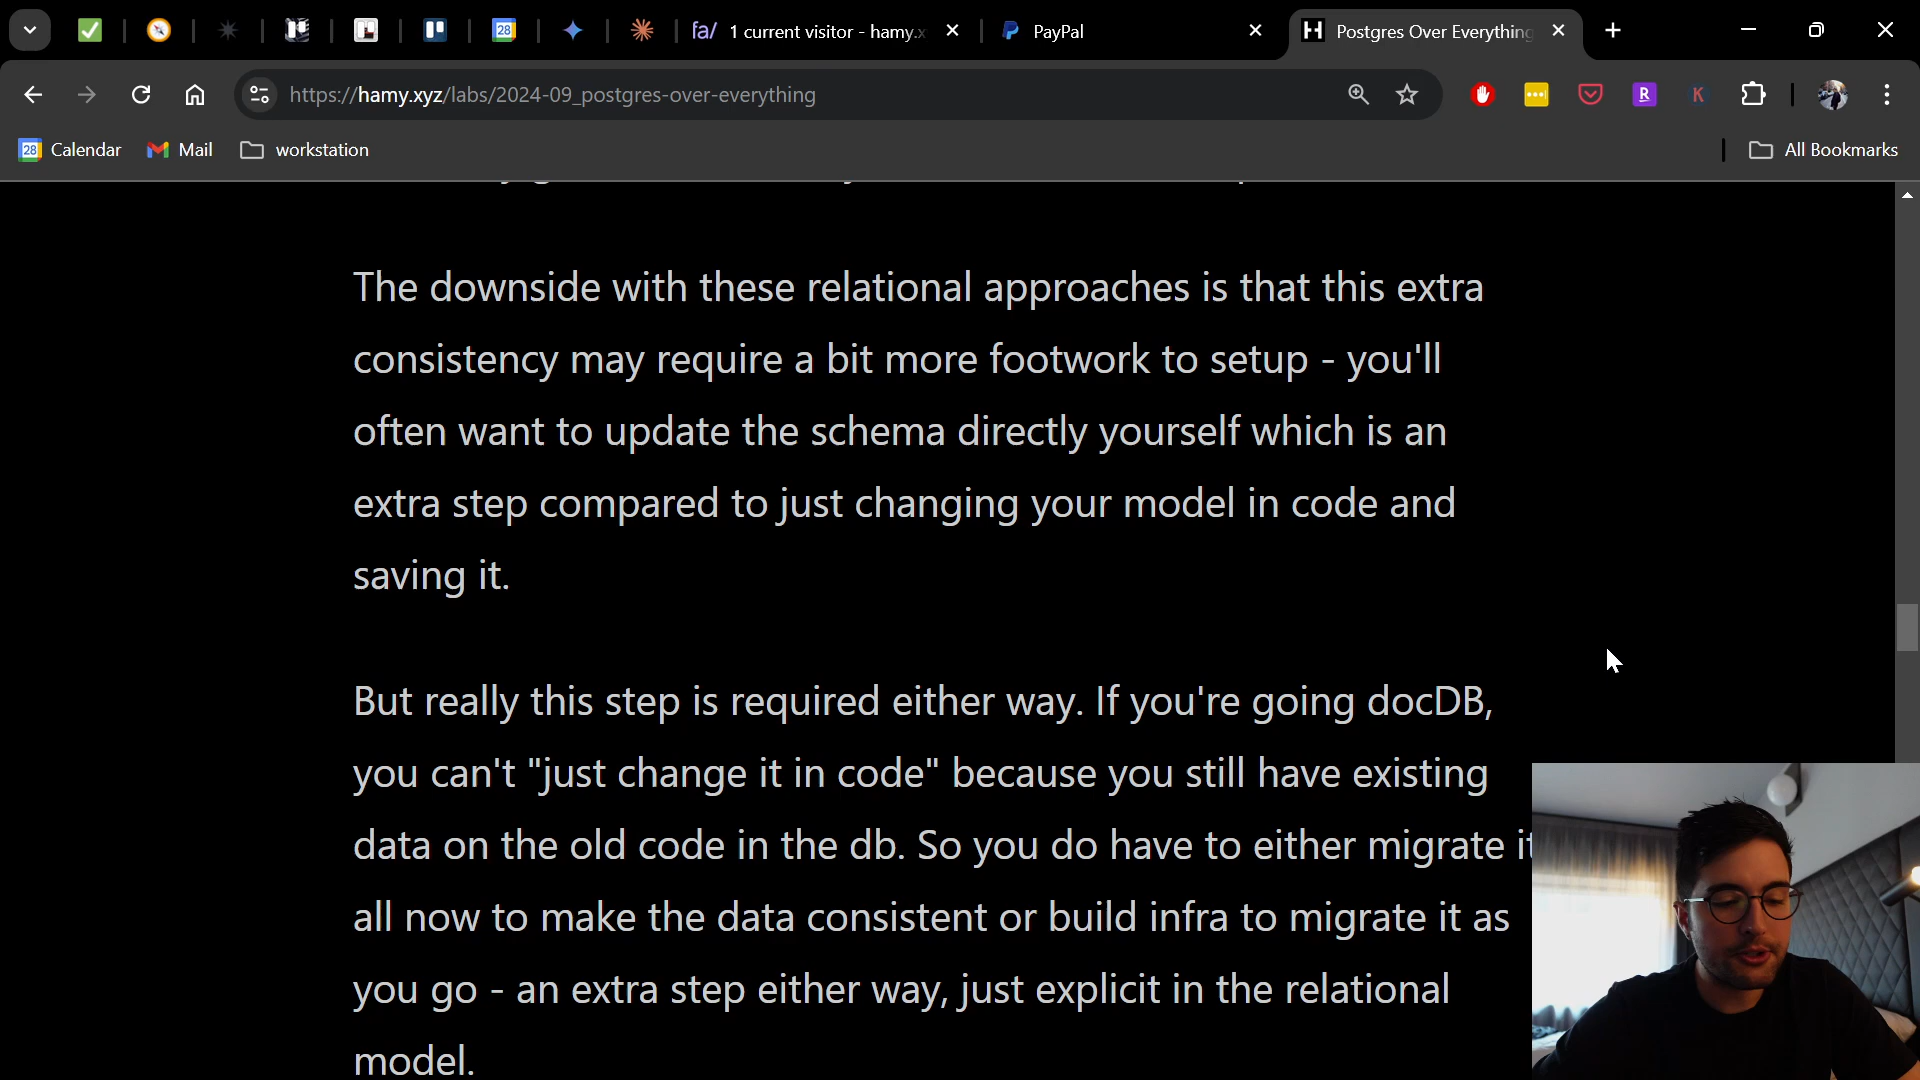 28
fa/ 1 current visitor - hamy.x
PayPal
Postgres Over Everything
https://hamy.xyz/labs/2024-09_postgres-over-everything
R
K
28 Calendar
Mail
workstation
All Bookmarks
The downside with these relational approaches is that this extra
consistency may require a bit more footwork to setup - you'll
often want to update the schema directly yourself which is an
extra step compared to just changing your model in code and
saving it.
But really this step is required either way. If you're going docDB,
you can't "just change it in code" because you still have existing
data on the old code in the db. So you do have to either migrate it
all now to make the data consistent or build infra to migrate it as
you go - an extra step either way, just explicit in the relational
model.